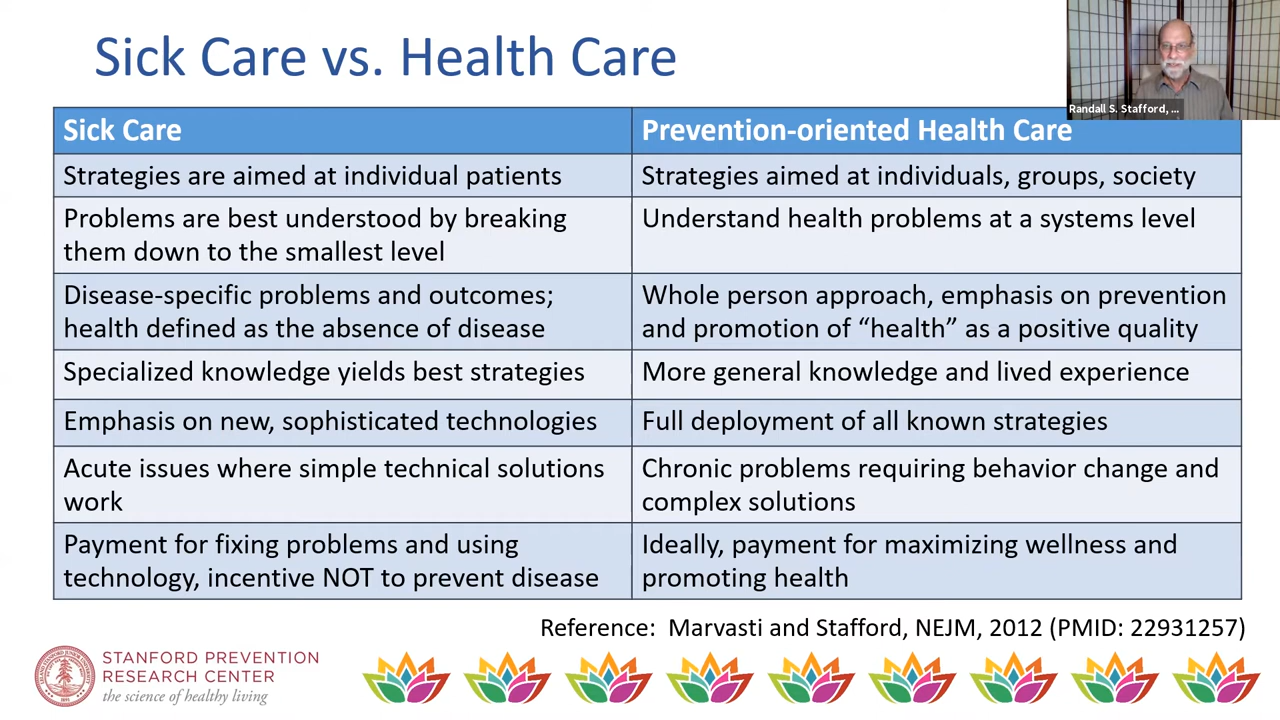 Sick Care vs. Health Care
Randall S. Stafford, ...
Sick Care
Prevention-oriented Health Care
Strategies are aimed at individual patients
Strategies aimed at individuals, groups, society
Problems are best understood by breaking
them down to the smallest level
Understand health problems at a systems level
Disease-specific problems and outcomes;
health defined as the absence of disease
Whole person approach, emphasis on prevention
and promotion of “health” as a positive quality
Specialized knowledge yields best strategies
More general knowledge and lived experience
Emphasis on new, sophisticated technologies
Full deployment of all known strategies
Acute issues where simple technical solutions
work
Chronic problems requiring behavior change and
complex solutions
Payment for fixing problems and using
technology, incentive NOT to prevent disease
Ideally, payment for maximizing wellness and
promoting health
Reference: Marvasti and Stafford, NEJM, 2012 (PMID: 22931257)
STANFORD PREVENTION
RESEARCH CENTER
the science of healthy living